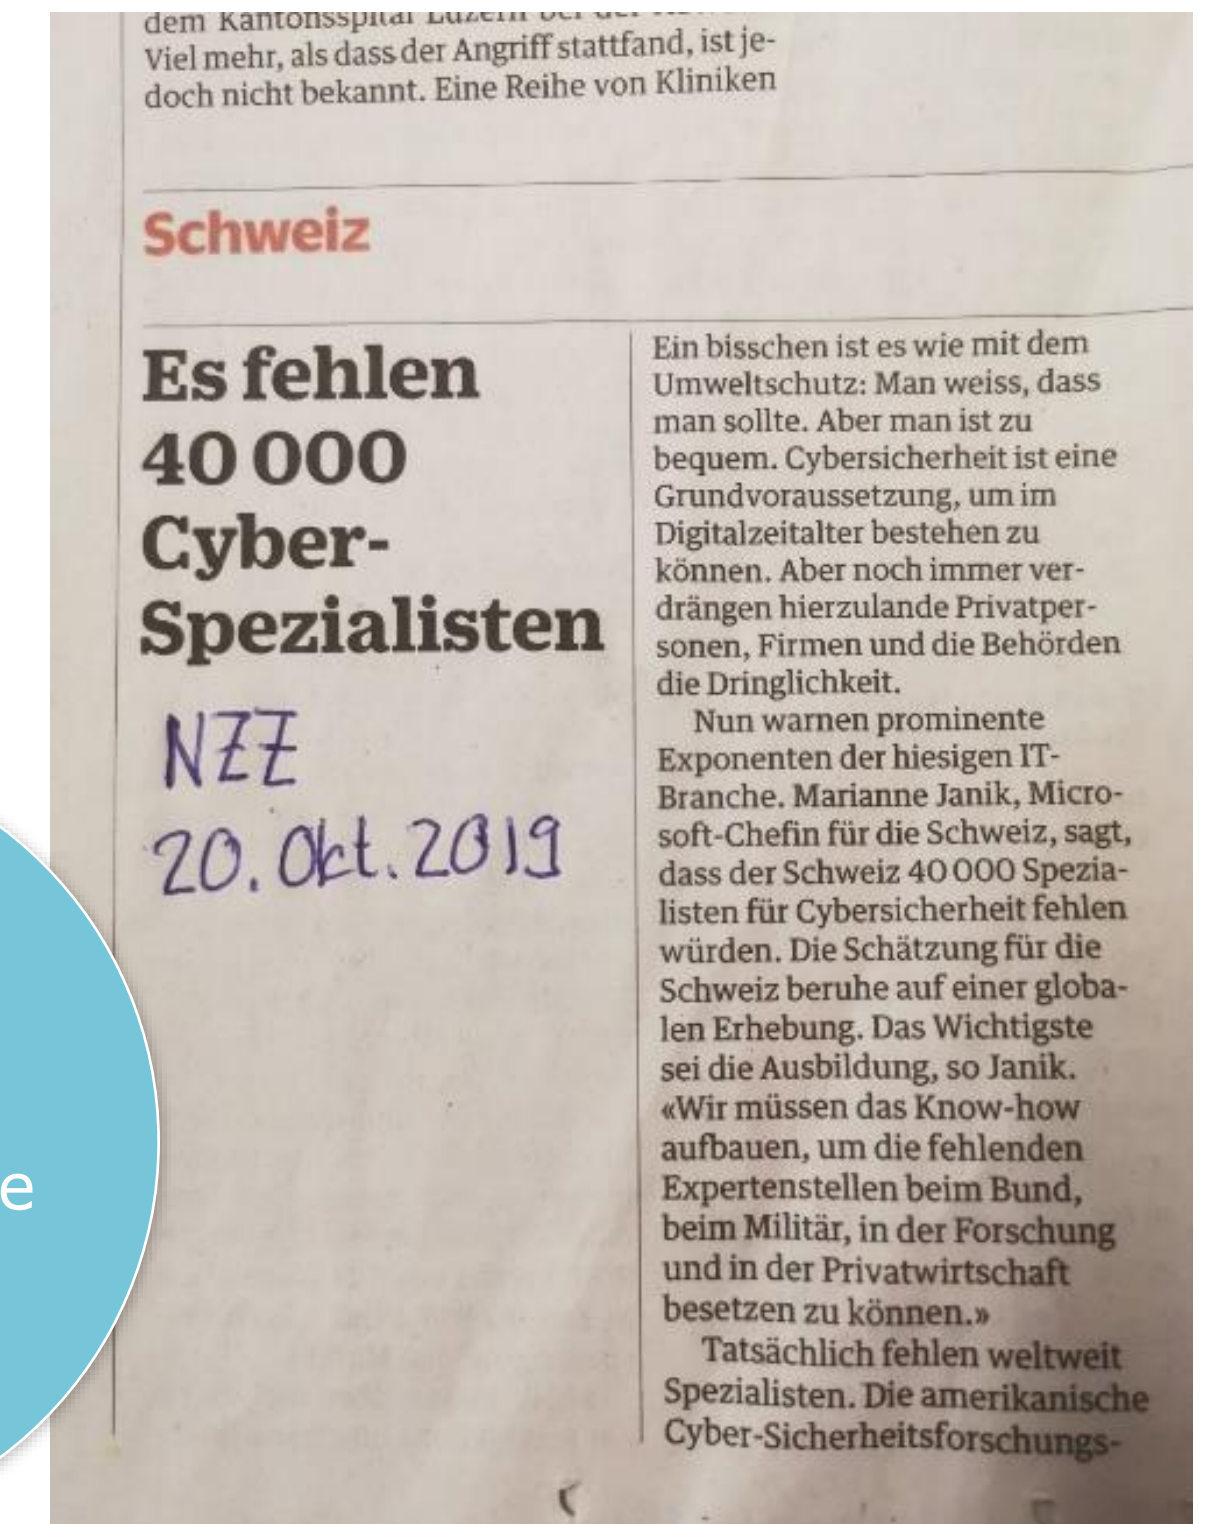 dem Kantonsspital Luzern bei der
Viel mehr, als dass der Angriff stattfand, ist je-
doch nicht bekannt. Eine Reihe von Kliniken
Schweiz
Es fehlen
40 000
Cyber-
Spezialisten
NZZ
20. Okt. 2019
Ein bisschen ist es wie mit dem
Umweltschutz: Man weiss, dass
man sollte. Aber man ist zu
bequem. Cybersicherheit ist eine
Grundvoraussetzung, um im
Digitalzeitalter bestehen zu
können. Aber noch immer ver-
drängen hierzulande Privatper-
sonen, Firmen und die Behörden
die Dringlichkeit.
Nun warnen prominente
Exponenten der hiesigen IT-
Branche. Marianne Janik, Micro-
soft-Chefin für die Schweiz, sagt,
dass der Schweiz 40 000 Spezia-
listen für Cybersicherheit fehlen
würden. Die Schätzung für die
Schweiz beruhe auf einer globa-
len Erhebung. Das Wichtigste
sei die Ausbildung, so Janik.
«Wir müssen das Know-how
aufbauen, um die fehlenden
Expertenstellen beim Bund,
beim Militär, in der Forschung
und in der Privatwirtschaft
besetzen zu können.»
Tatsächlich fehlen weltweit
Spezialisten. Die amerikanische
Cyber-Sicherheitsforschungs-
e